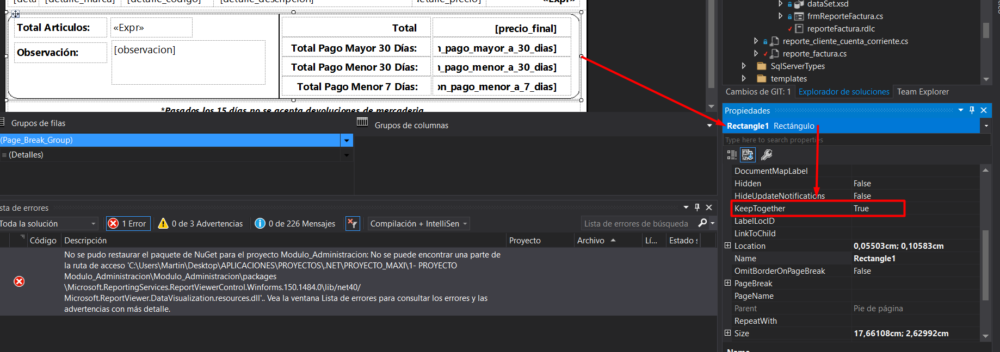 [deta
[detalle_marca]
[detalle_codigo]
[detalle_descripcion]
etalle_precio]
«Expr»
Total Articulos:
«Expr»
Observación:
[observacion]
Total
[precio_final]
Total Pago Mayor 30 Días:
n_pago_mayor_a_30_dias]
Total Pago Menor 30 Días:
n_pago_menor_a_30_dias]
Total Pago Menor 7 Días:
on_pago_menor_a_7_dias]
*Pasados los 15 días no se acepta devoluciones de mercaderia
Grupos de filas
Grupos de columnas
(Page_Break_Group)
(Detalles)
sta de errores
Toda la solución
1 Error
0 de 3 Advertencias
0 de 226 Mensajes
Compilación + IntelliSen
Lista de errores de búsqueda
Código
Descripción
Proyecto
Archivo
Lí...
Estado s
No se pudo restaurar el paquete de NuGet para el proyecto Modulo_Administracion: No se puede encontrar una parte de
la ruta de acceso 'C:\Users\Martin\Desktop\APLICACIONES\PROYECTOS\.NET\PROYECTO_MAXI\1- PROYECTO
Modulo_Administracion\Modulo_Administracion\packages
\Microsoft.ReportingServices.ReportViewerControl.Winforms.150.1484.0\lib/net40/
Microsoft.ReportViewer.DataVisualization.resources.dll'.. Vea la ventana Lista de errores para consultar los errores y las
advertencias con más detalle.
dataSet.xsd
frmReporteFactura.cs
reporteFactura.rdlc
reporte_cliente_cuenta_corriente.cs
reporte_factura.cs
SqlServerTypes
templates
Cambios de GIT: 1
Explorador de soluciones
Team Explorer
Propiedades
Rectangle1 Rectángulo
Type here to search properties
DocumentMapLabel
Hidden False
HideUpdateNotifications False
KeepTogether True
LabelLocID
LinkToChild
Location 0,05503cm; 0,10583cm
Name Rectangle1
OmitBorderOnPageBreak False
PageBreak
PageName
Parent Pie de página
RepeatWith
Size 17,66108cm; 2,62992cm
Name